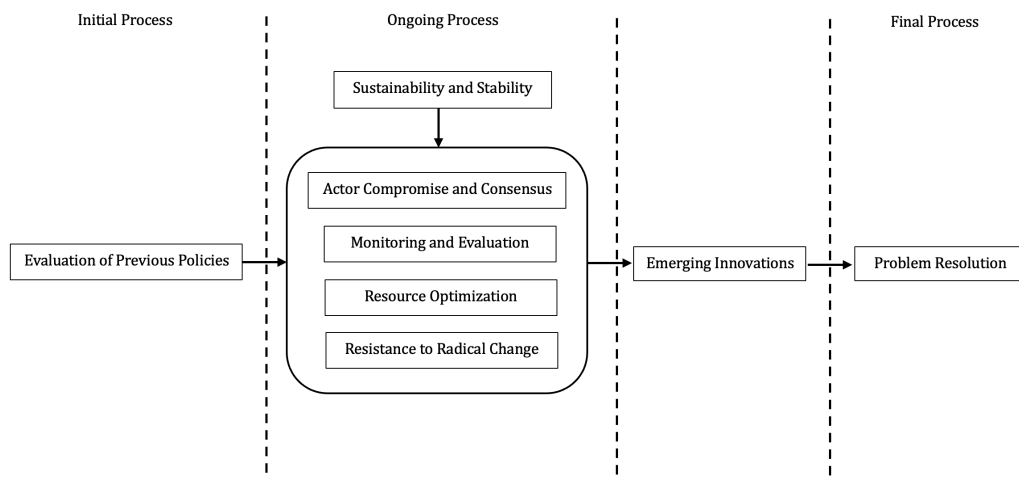 Initial Process
Ongoing Process
Final Process
Sustainability and Stability
Actor Compromise and Consensus
Monitoring and Evaluation
Evaluation of Previous Policies
Emerging Innovations
Problem Resolution
Resource Optimization
Resistance to Radical Change